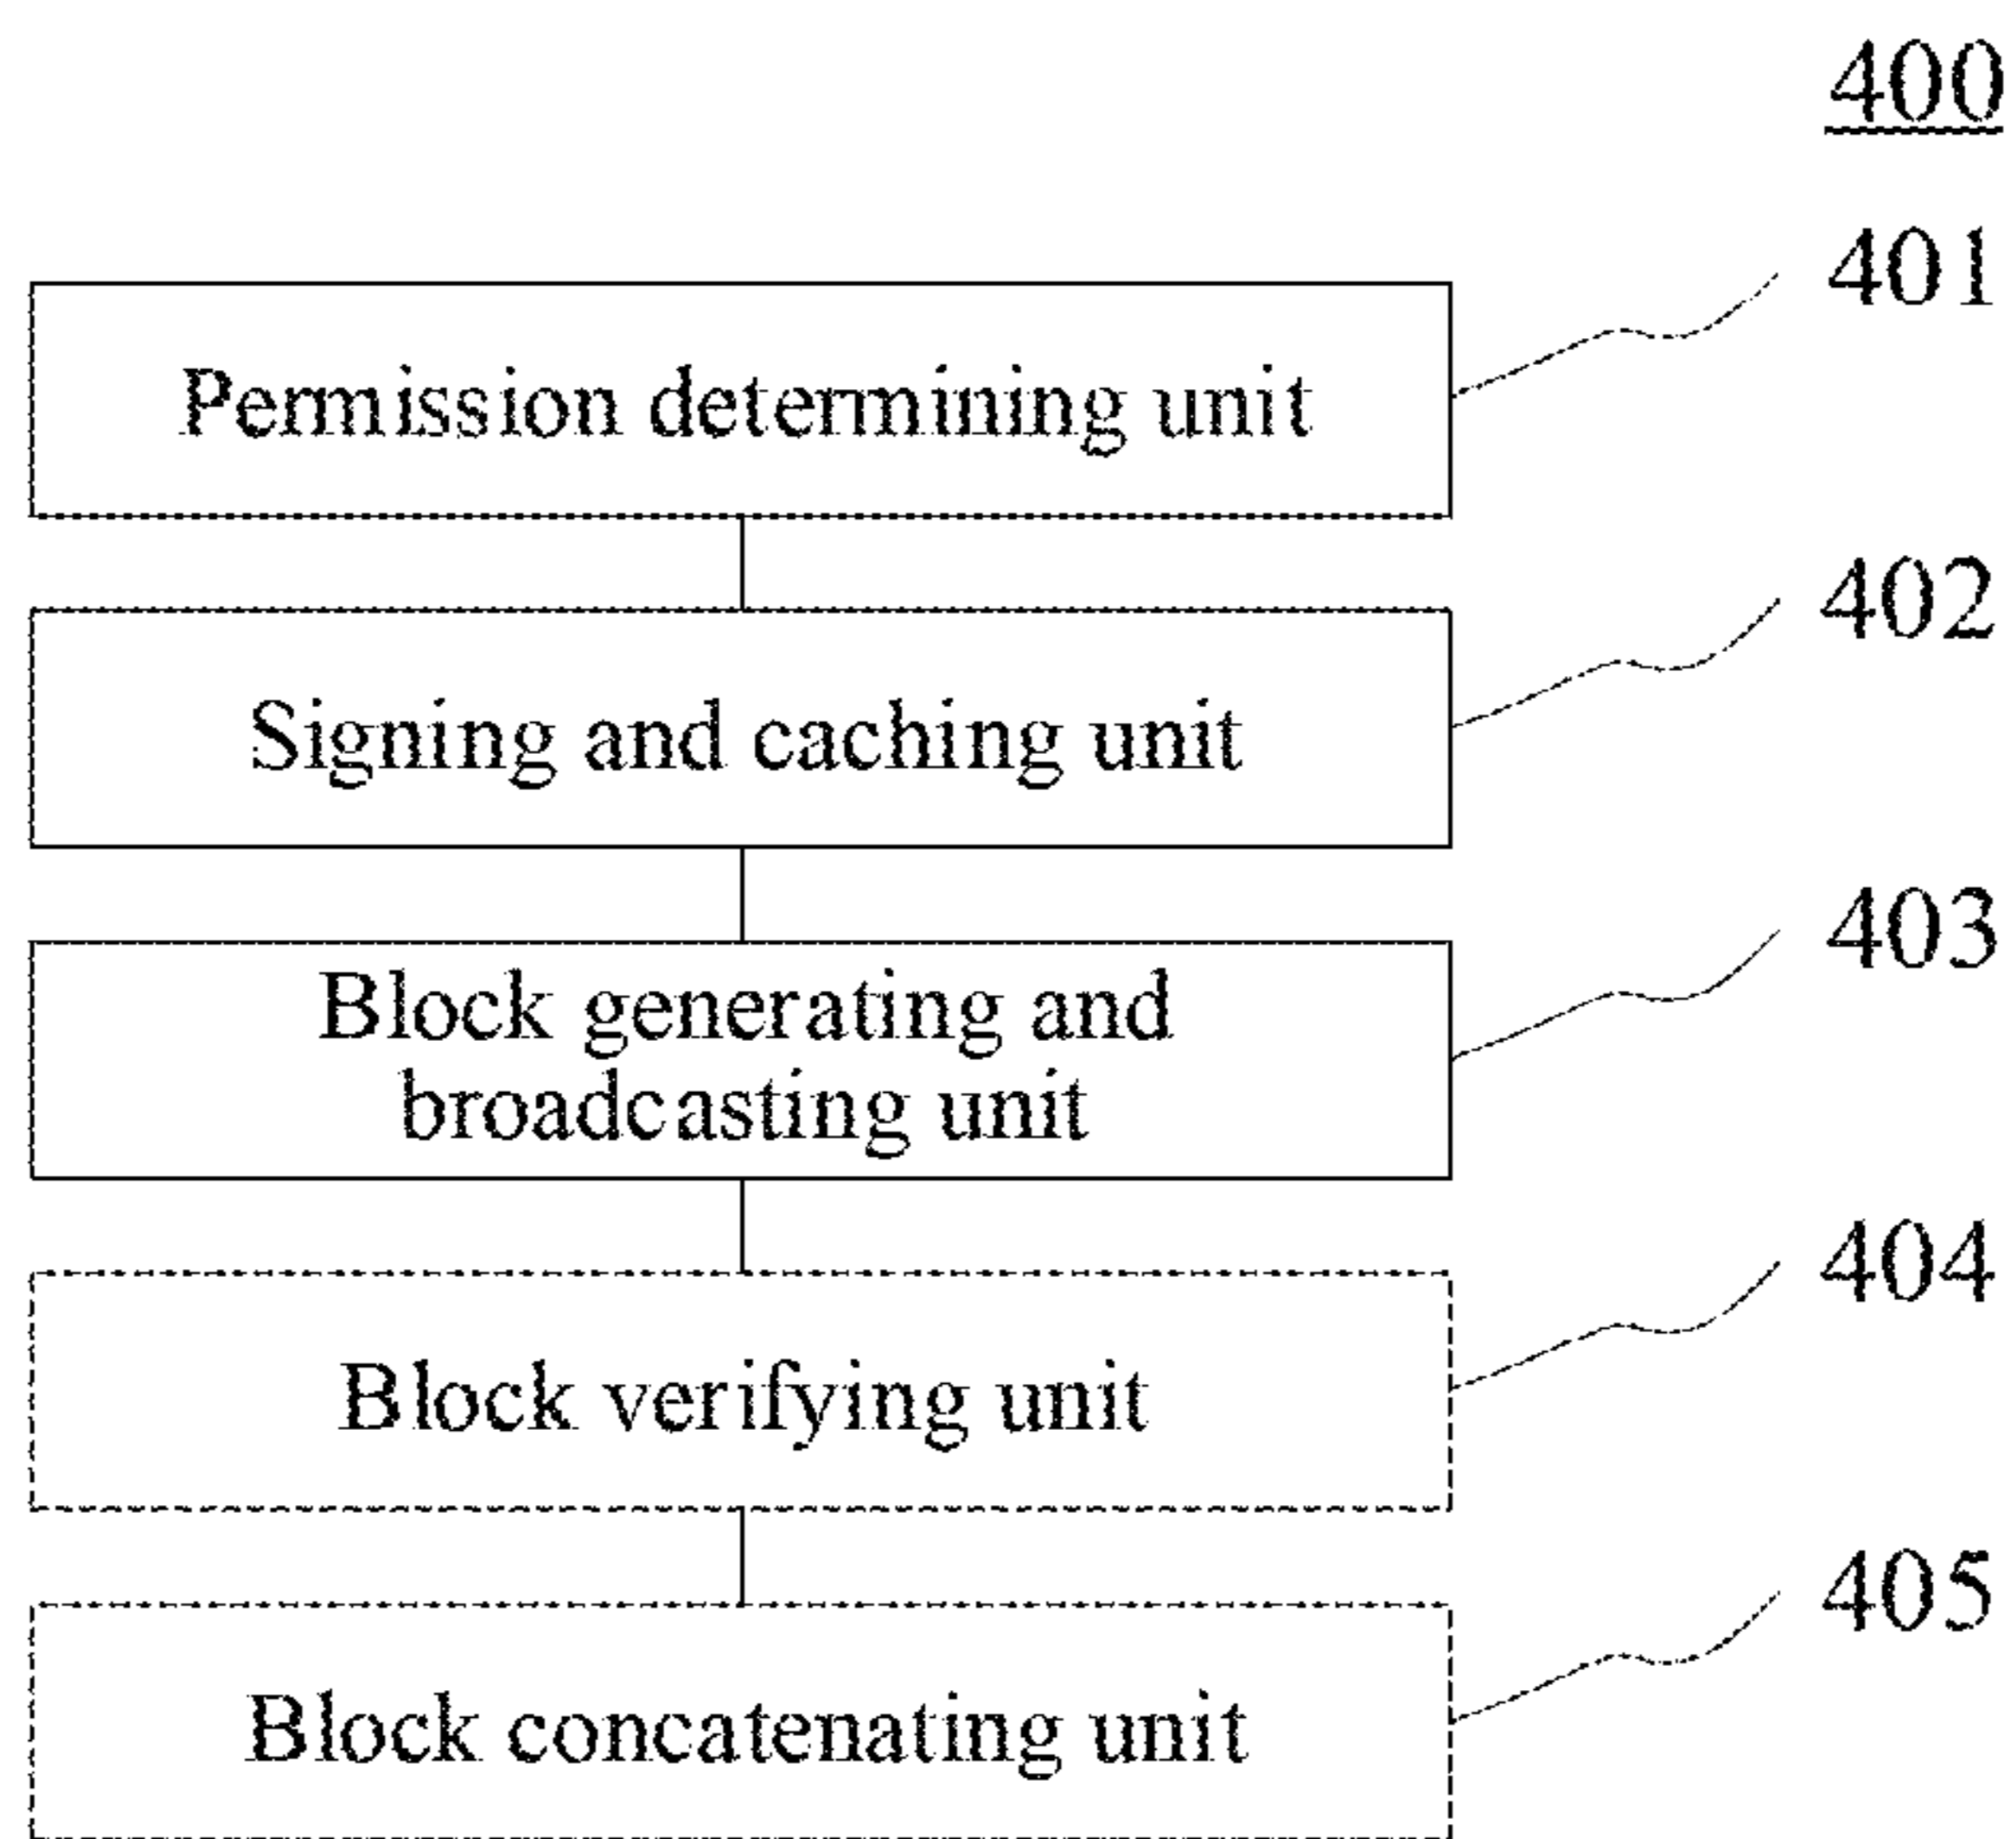 400
401
Permission determining unit
402
Signing and caching unit
403
Block generating and
broadcasting unit
404
Block verifying unit
405
Block concatenating unit